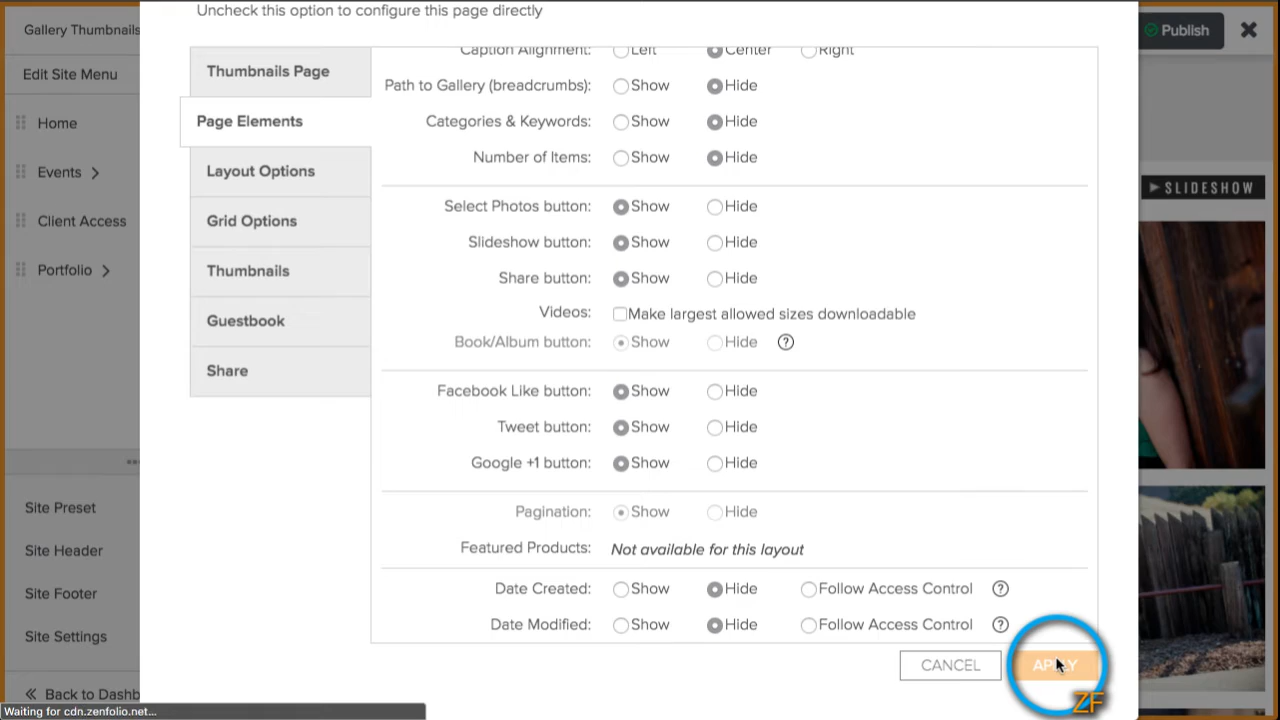 Uncheck this option to configure this page directly
Gallery Thumbnails
Publish
Edit Site Menu
Home
Events
Client Access
Portfolio
Site Preset
Site Header
Site Footer
Site Settings
Back to Dashb
Waiting for cdn.zenfolio.net...
Thumbnails Page
Page Elements
Layout Options
Grid Options
Thumbnails
Guestbook
Share
Caption Alignment: Left Center Right
Path to Gallery (breadcrumbs): Show Hide
Categories & Keywords: Show Hide
Number of Items: Show Hide
Select Photos button: Show Hide
Slideshow button: Show Hide
Share button: Show Hide
Videos: Make largest allowed sizes downloadable
Book/Album button: Show Hide ?
Facebook Like button: Show Hide
Tweet button: Show Hide
Google +1 button: Show Hide
Pagination: Show Hide
Featured Products: Not available for this layout
Date Created: Show Hide Follow Access Control ?
Date Modified: Show Hide Follow Access Control ?
CANCEL
APPLY
ZF
SLIDESHOW